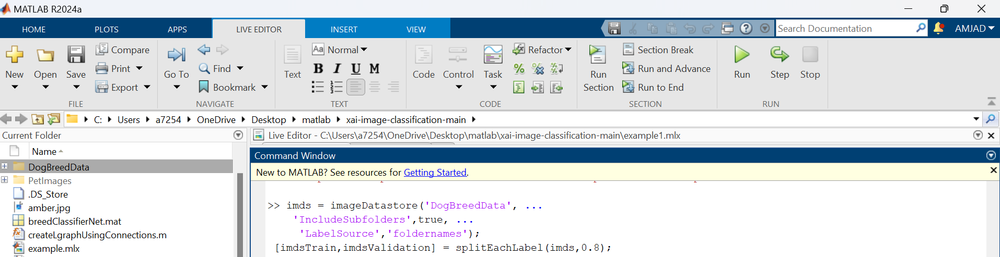 MATLAB R2024a
HOME PLOTS APPS LIVE EDITOR INSERT VIEW Search Documentation AMJAD
New Open Save Compare Print Export
FILE
Go To Find Bookmark
NAVIGATE
Text Aa Normal B I U M
TEXT
Code Control Task Refactor
CODE
Run Section Section Break Run and Advance Run to End
SECTION
Run Step Stop
RUN
C: Users a7254 OneDrive Desktop matlab xai-image-classification-main
Current Folder
Name
DogBreedData
PetImages
.DS_Store
amber.jpg
breedClassifierNet.mat
createLgraphUsingConnections.m
example.mlx
Live Editor - C:\Users\a7254\OneDrive\Desktop\matlab\xai-image-classification-main\example1.mlx
Command Window
New to MATLAB? See resources for Getting Started.
>> imds = imageDatastore('DogBreedData', ...
'IncludeSubfolders',true, ...
'LabelSource','foldernames');
[imdsTrain,imdsValidation] = splitEachLabel(imds,0.8);